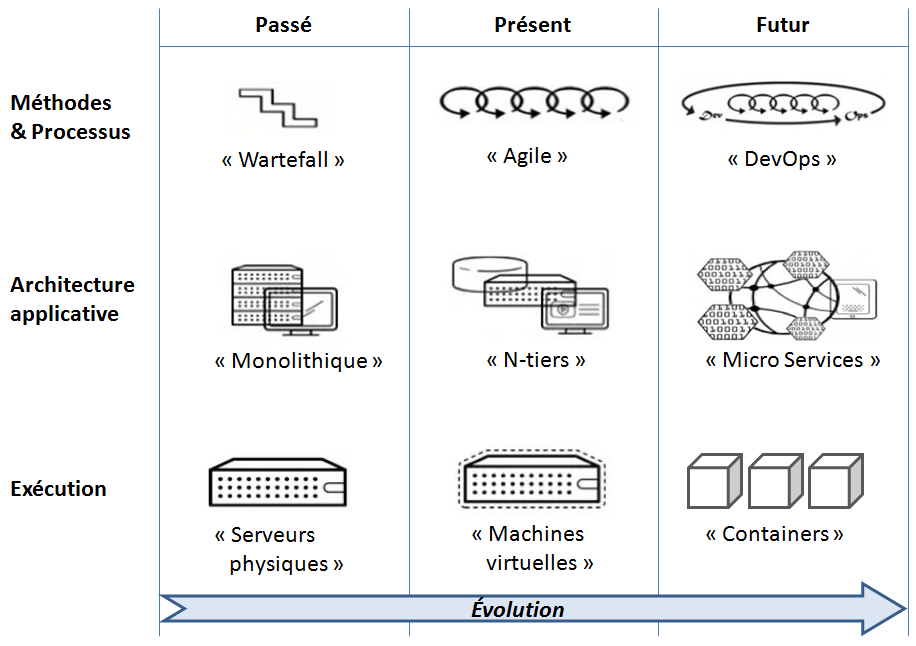 Passé
Présent
Futur
Méthodes
& Processus
Dev
Ops
« Wartefall »
« Agile »
« DevOps »
Architecture
applicative
« Monolithique »
« N-tiers »
« Micro Services »
Exécution
« Serveurs
physiques »
« Machines
virtuelles »
« Containers »
Évolution